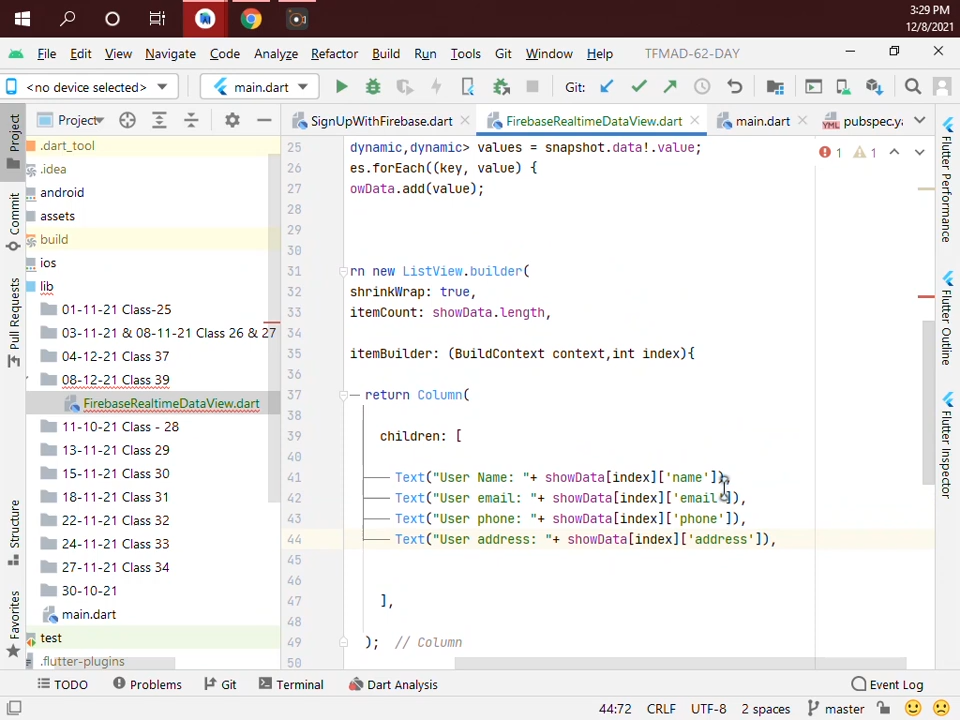 3:29 PM
12/8/2021
File Edit View Navigate Code Analyze Refactor Build Run Tools Git Window Help TFMAD-62-DAY
<no device selected> main.dart Git:
Project SignUpWithFirebase.dart FirebaseRealtimeDataView.dart main.dart pubspec.ya
.dart_tool
.idea
android
assets
build
ios
lib
01-11-21 Class-25
03-11-21 & 08-11-21 Class 26 & 27
04-12-21 Class 37
08-12-21 Class 39
FirebaseRealtimeDataView.dart
11-10-21 Class - 28
13-11-21 Class 29
15-11-21 Class 30
18-11-21 Class 31
22-11-21 Class 32
24-11-21 Class 33
27-11-21 Class 34
30-10-21
main.dart
test
.flutter-plugins
25 dynamic,dynamic> values = snapshot.data!.value;
26 es.forEach((key, value) {
27 owData.add(value);
28
29
30
31 rn new ListView.builder(
32 shrinkWrap: true,
33 itemCount: showData.length,
34
35 itemBuilder: (BuildContext context,int index){
36
37 return Column(
38
39 children: [
40
41 Text("User Name: "+ showData[index]['name']),
42 Text("User email: "+ showData[index]['email']),
43 Text("User phone: "+ showData[index]['phone']),
44 Text("User address: "+ showData[index]['address']),
45
46
47 ],
48
49 ); // Column
50
1 1
Project
Commit
Pull Requests
Structure
Favorites
Flutter Performance
Flutter Outline
Flutter Inspector
TODO Problems Git Terminal Dart Analysis Event Log
44:72 CRLF UTF-8 2 spaces master